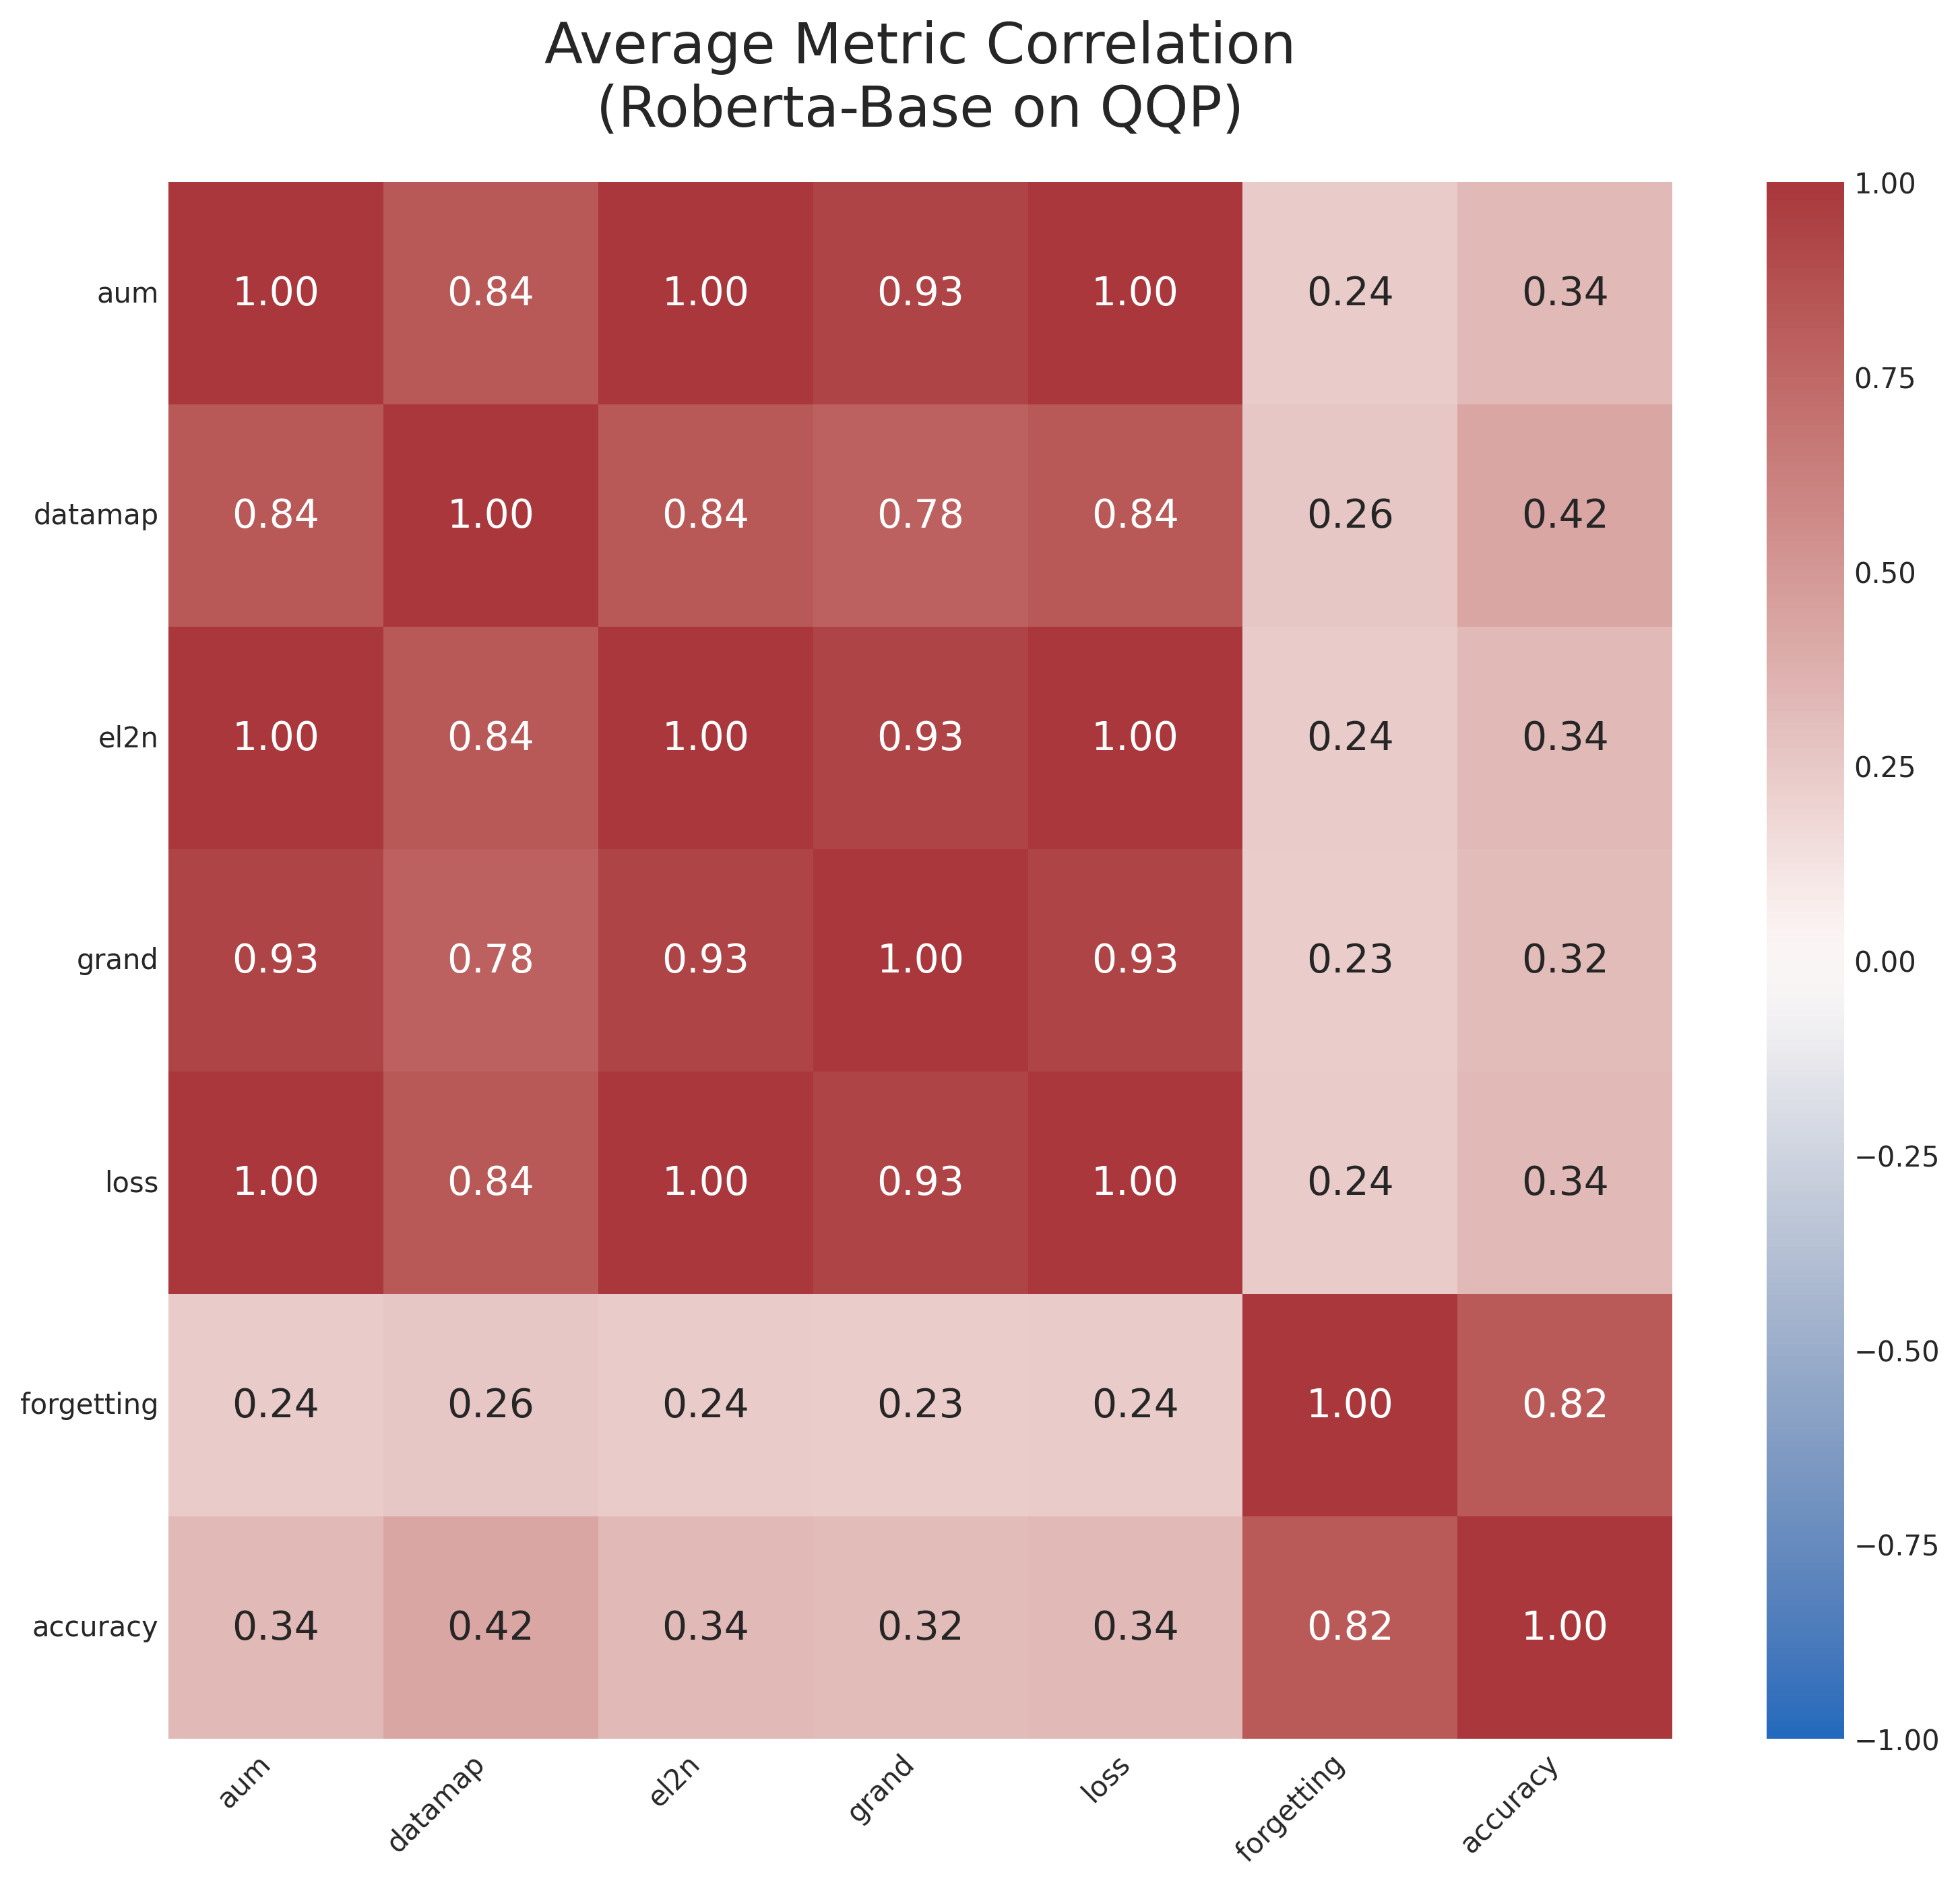 Average Metric Correlation
(Roberta-Base on QQP)
aum 1.00 0.84 1.00 0.93 1.00 0.24 0.34
datamap 0.84 1.00 0.84 0.78 0.84 0.26 0.42
el2n 1.00 0.84 1.00 0.93 1.00 0.24 0.34
grand 0.93 0.78 0.93 1.00 0.93 0.23 0.32
loss 1.00 0.84 1.00 0.93 1.00 0.24 0.34
forgetting 0.24 0.26 0.24 0.23 0.24 1.00 0.82
accuracy 0.34 0.42 0.34 0.32 0.34 0.82 1.00
aum datamap el2n grand loss forgetting accuracy
1.00
0.75
0.50
0.25
0.00
−0.25
−0.50
−0.75
−1.00